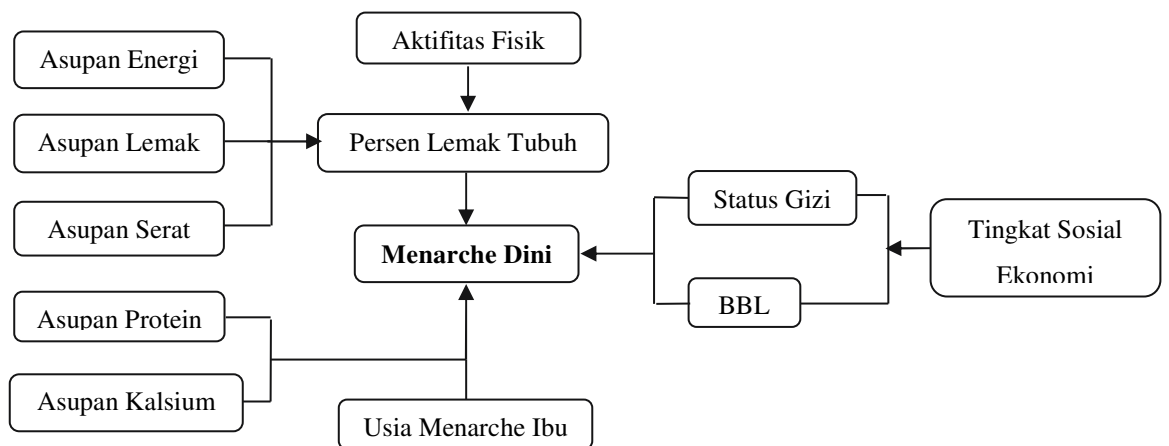 Aktifitas Fisik
Asupan Energi
Asupan Lemak
Persen Lemak Tubuh
Asupan Serat
Menarche Dini
Status Gizi
Tingkat Sosial
Ekonomi
BBL
Asupan Protein
Asupan Kalsium
Usia Menarche Ibu